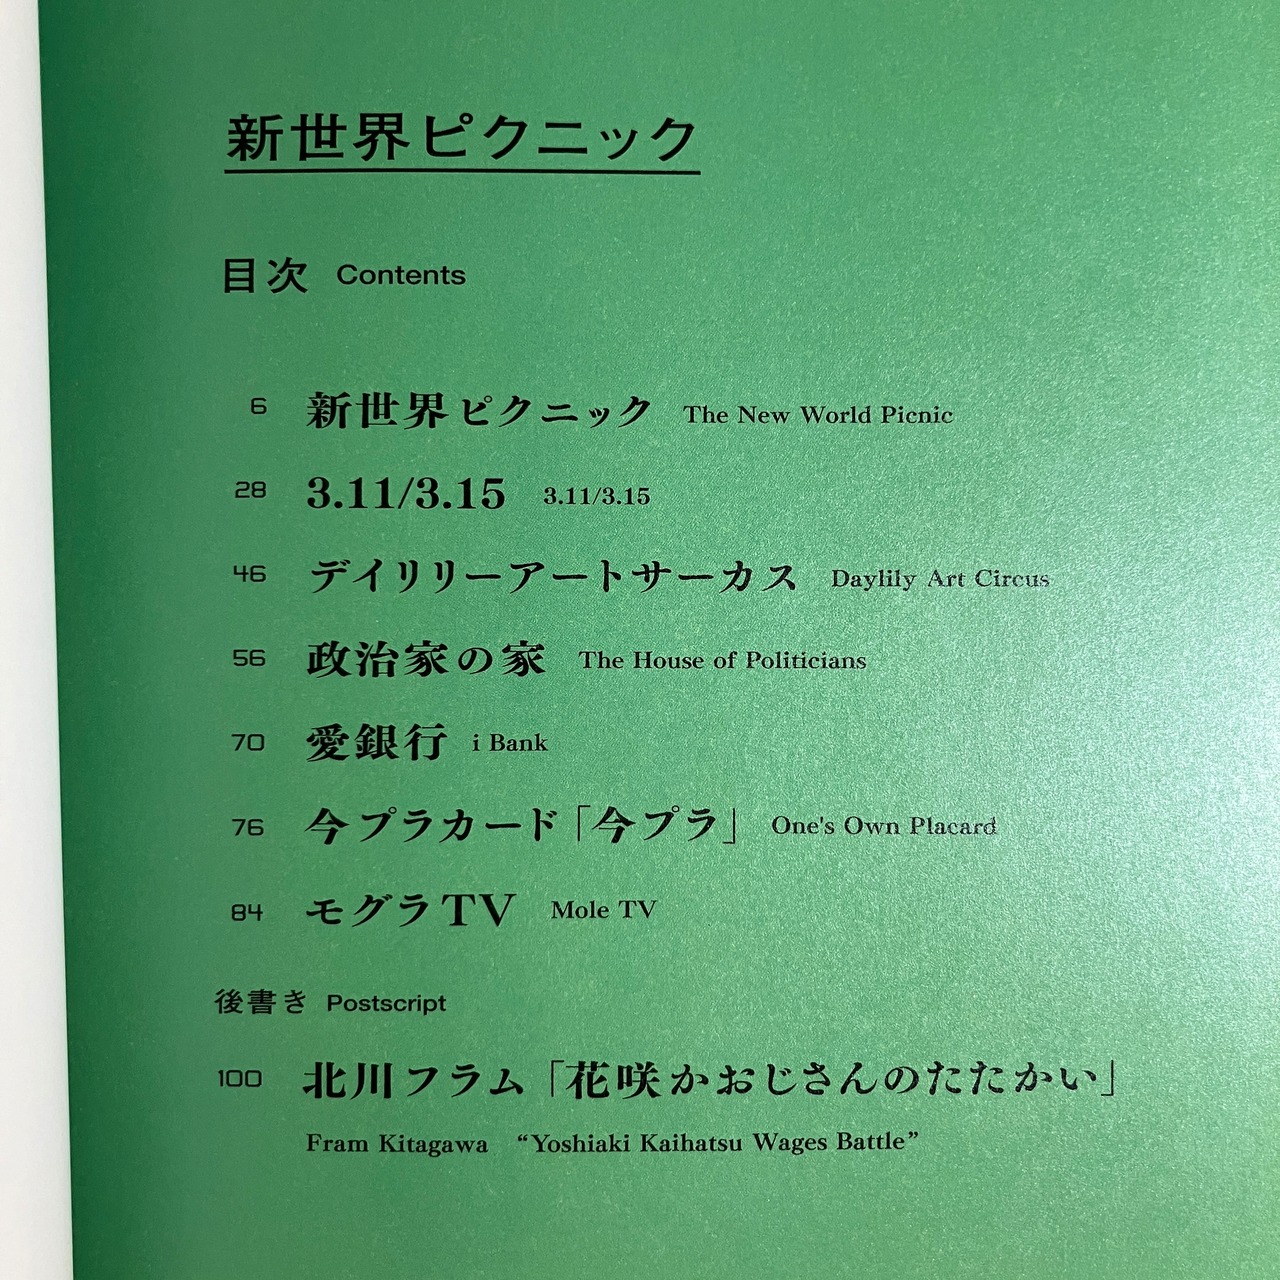 新世界ピクニック
目次 Contents
6 新世界ピクニック The New World Picnic
28 3.11/3.15 3.11/3.15
46 デイリリーアートサーカス Daylily Art Circus
56 政治家の家 The House of Politicians
70 愛銀行 i Bank
76 今プラカード「今プラ」 One's Own Placard
84 モグラTV Mole TV
後書き Postscript
100 北川フラム「花咲かおじさんのたたかい」
Fram Kitagawa “Yoshiaki Kaihatsu Wages Battle”